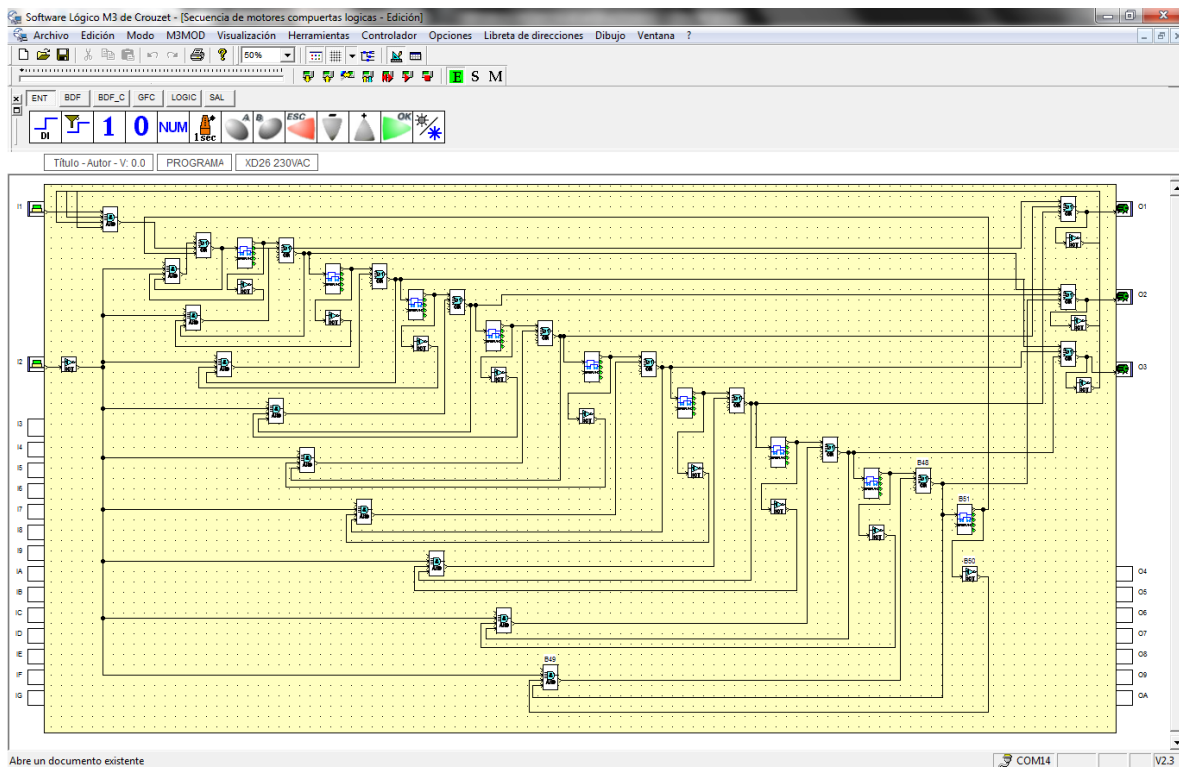 Software Lógico M3 de Crouzet - [Secuencia de motores compuertas logicas - Edición]
Archivo Edición Modo M3MOD Visualización Herramientas Controlador Opciones Libreta de direcciones Dibujo Ventana ?
50%
E S M
ENT BDF BDF_C GFC LOGIC SAL
DI 1 0 NUM 1sec A B ESC - + OK
Título - Autor - V: 0.0 PROGRAMA XD26 230VAC
I1 O1
O2
I2 O3
I3
I4
I5
I6
I7
I8
I9
IA O4
IB O5
IC O6
ID O7
IE O8
IF O9
IG OA
B48
B51
B50
B49
Abre un documento existente COM14 V2.3